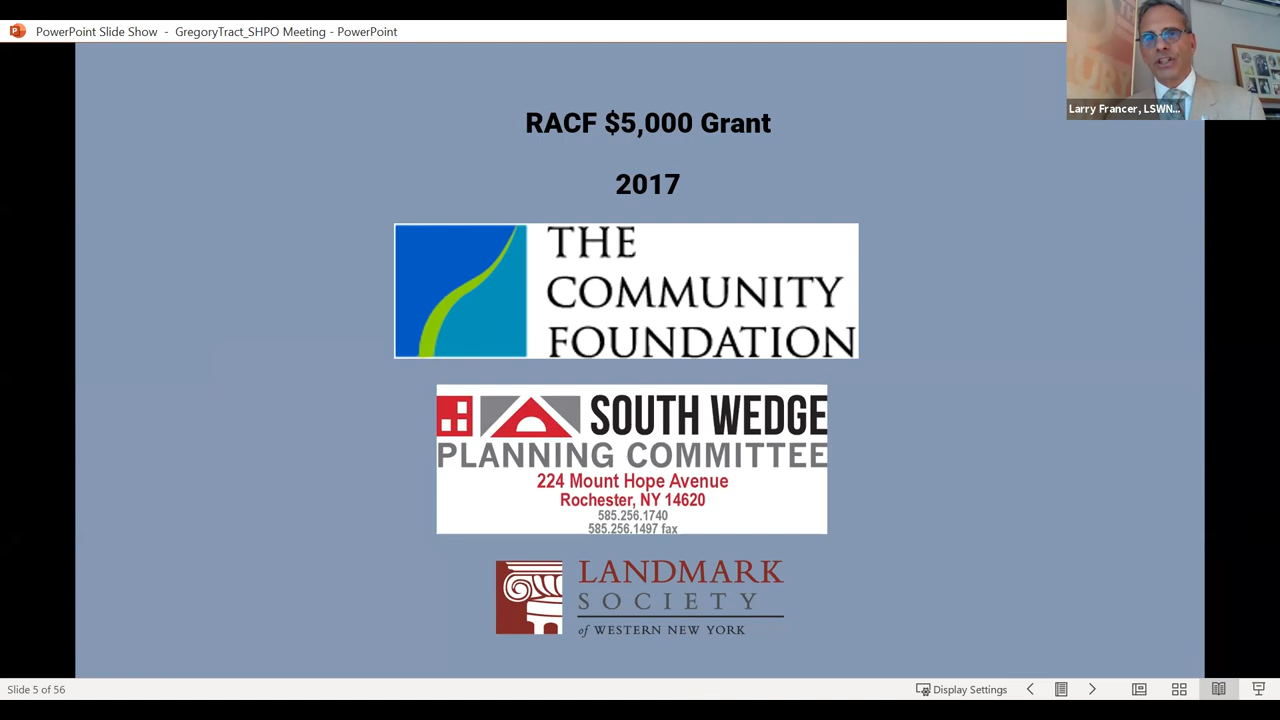 PowerPoint Slide Show - GregoryTract_SHPO Meeting - PowerPoint
Larry Francer, LSWN...
RACF $5,000 Grant
2017
THE
COMMUNITY
FOUNDATION
SOUTH WEDGE
PLANNING COMMITTEE
224 Mount Hope Avenue
Rochester, NY 14620
585.256.1740
585.256.1497 fax
LANDMARK
SOCIETY
of WESTERN NEW YORK
Slide 5 of 56
Display Settings